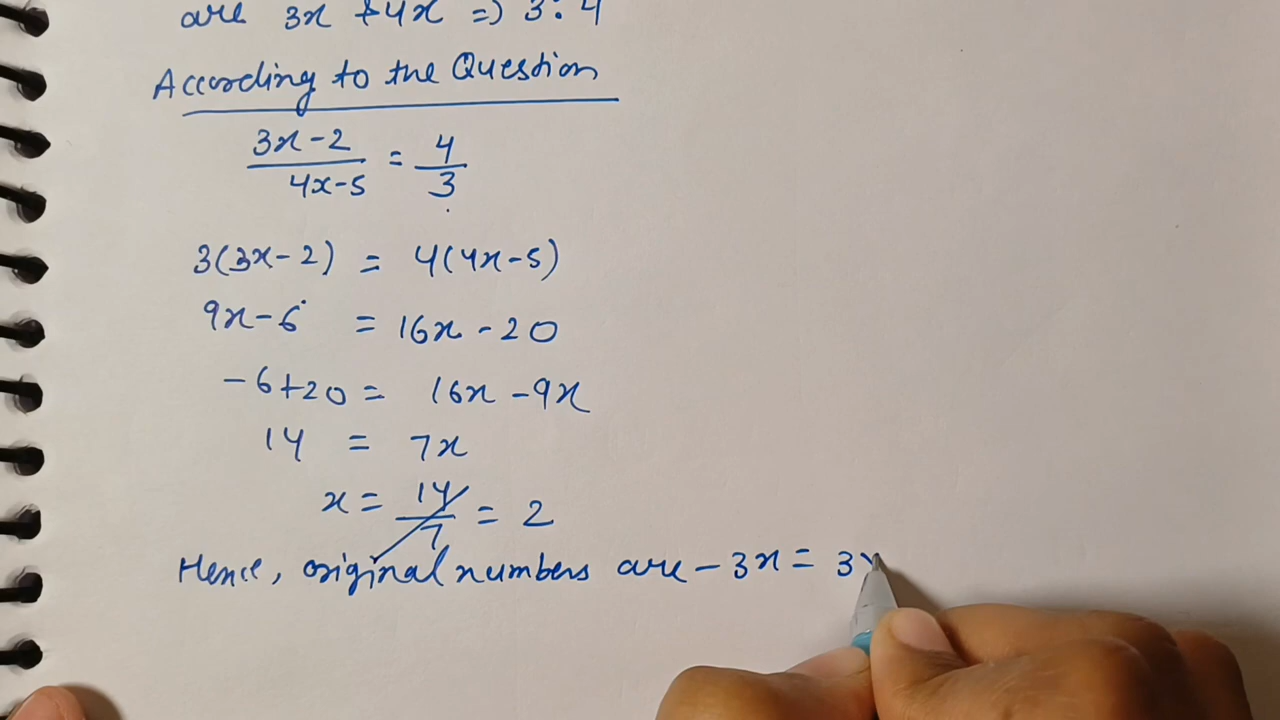 are 3x & 4x => 3:4
According to the Question
3x-2 / 4x-5 = 4/3
3(3x-2) = 4(4x-5)
9x-6 = 16x-20
-6+20 = 16x-9x
14 = 7x
x = 14/7 = 2
Hence, original numbers are - 3x = 3x